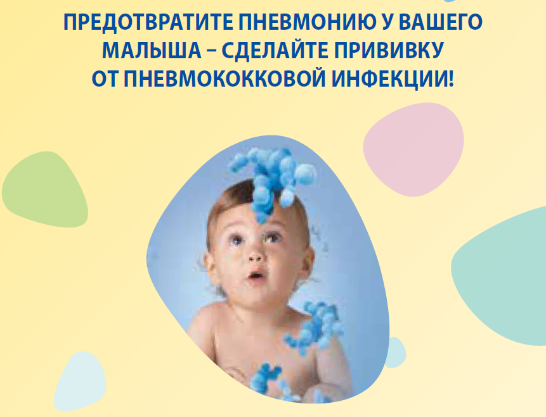 ПРЕДОТВРАТИТЕ ПНЕВМОНИЮ У ВАШЕГО
МАЛЫША – СДЕЛАЙТЕ ПРИВИВКУ
ОТ ПНЕВМОКОККОВОЙ ИНФЕКЦИИ!